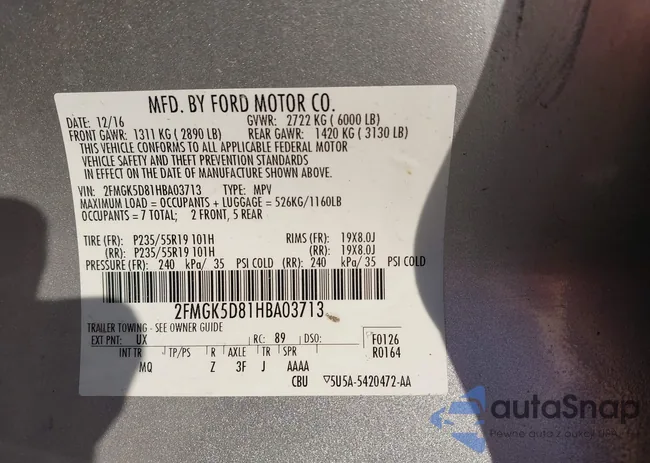 MFD. BY FORD MOTOR CO.
DATE: 12/16 GVWR: 2722 KG ( 6000 LB)
FRONT GAWR: 1311 KG ( 2890 LB) REAR GAWR: 1420 KG ( 3130 LB)
THIS VEHICLE CONFORMS TO ALL APPLICABLE FEDERAL MOTOR
VEHICLE SAFETY AND THEFT PREVENTION STANDARDS
IN EFFECT ON THE DATE OF MANUFACTURE SHOWN ABOVE.
VIN: 2FMGK5D81HBA03713 TYPE: MPV
MAXIMUM LOAD = OCCUPANTS + LUGGAGE = 526KG/1160LB
OCCUPANTS = 7 TOTAL; 2 FRONT, 5 REAR
TIRE (FR): P235/55R19 101H RIMS (FR): 19X8.0J
(RR): P235/55R19 101H (RR): 19X8.0J
PRESSURE (FR): 240 kPa/ 35 PSI COLD (RR): 240 kPa/ 35 PSI COLD
2FMGK5D81HBA03713
TRAILER TOWING - SEE OWNER GUIDE
EXT PNT: UX RC: 89 DSO: F0126
R0164
INT TR TP/PS R AXLE TR SPR
MQ Z 3F J AAAA
CBU ▽5U5A-5420472-AA
autaSnap
Pewne auta z aukcji